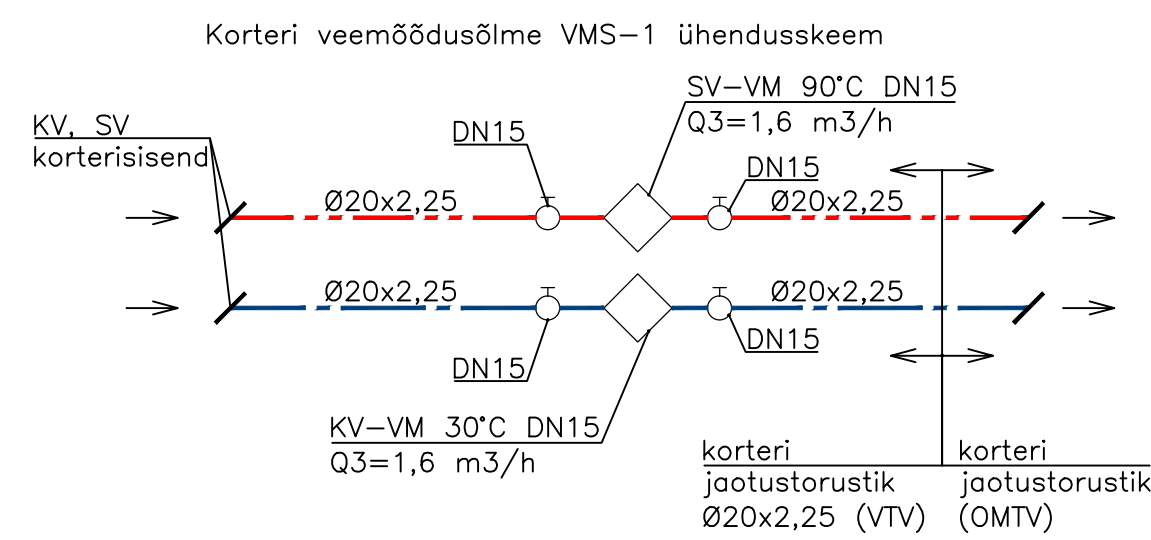 Korteri veemõõdusõlme VMS-1 ühendusskeem
SV-VM 90°C DN15
Q3=1,6 m3/h
KV, SV
korterisisend
DN15
DN15
Ø20x2,25
Ø20x2,25
Ø20x2,25
Ø20x2,25
DN15
DN15
KV-VM 30°C DN15
Q3=1,6 m3/h
korteri
jaotustorustik
Ø20x2,25 (VTV)
korteri
jaotustorustik
(OMTV)